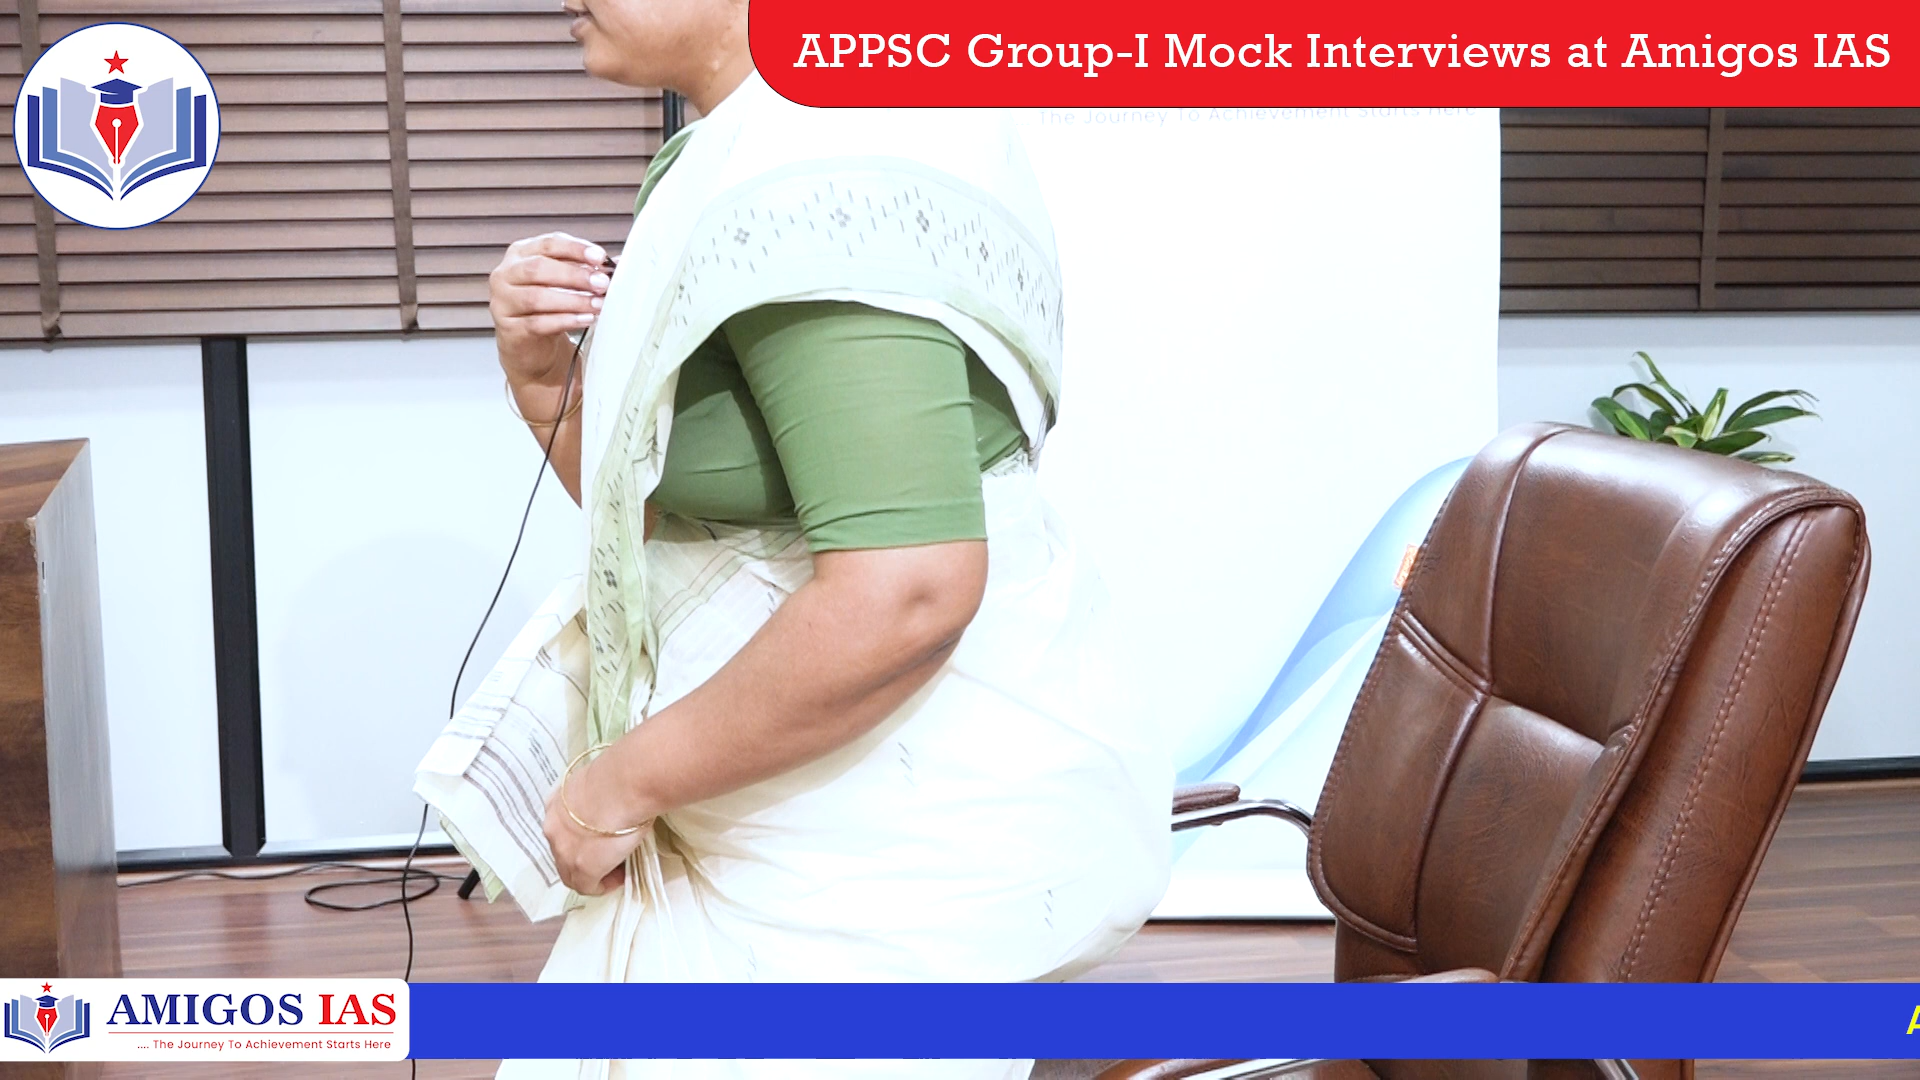 APPSC Group-I Mock Interviews at Amigos IAS
The Journey To Achievement Starts Here
AMIGOS IAS
.... The Journey To Achievement Starts Here
A